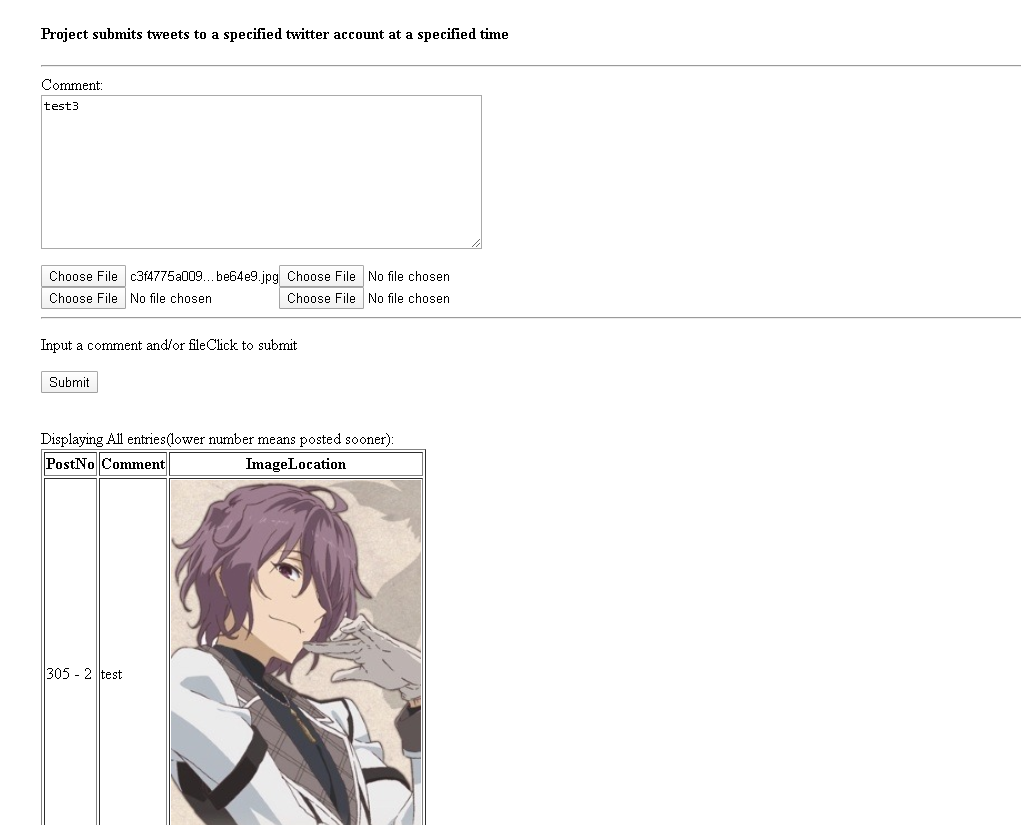 Project submits tweets to a specified twitter account at a specified time
Comment:
test3
Choose File c3f4775a009...be64e9.jpg Choose File No file chosen
Choose File No file chosen Choose File No file chosen
Input a comment and/or fileClick to submit
Submit
Displaying All entries(lower number means posted sooner):
PostNo Comment ImageLocation
305 - 2 test